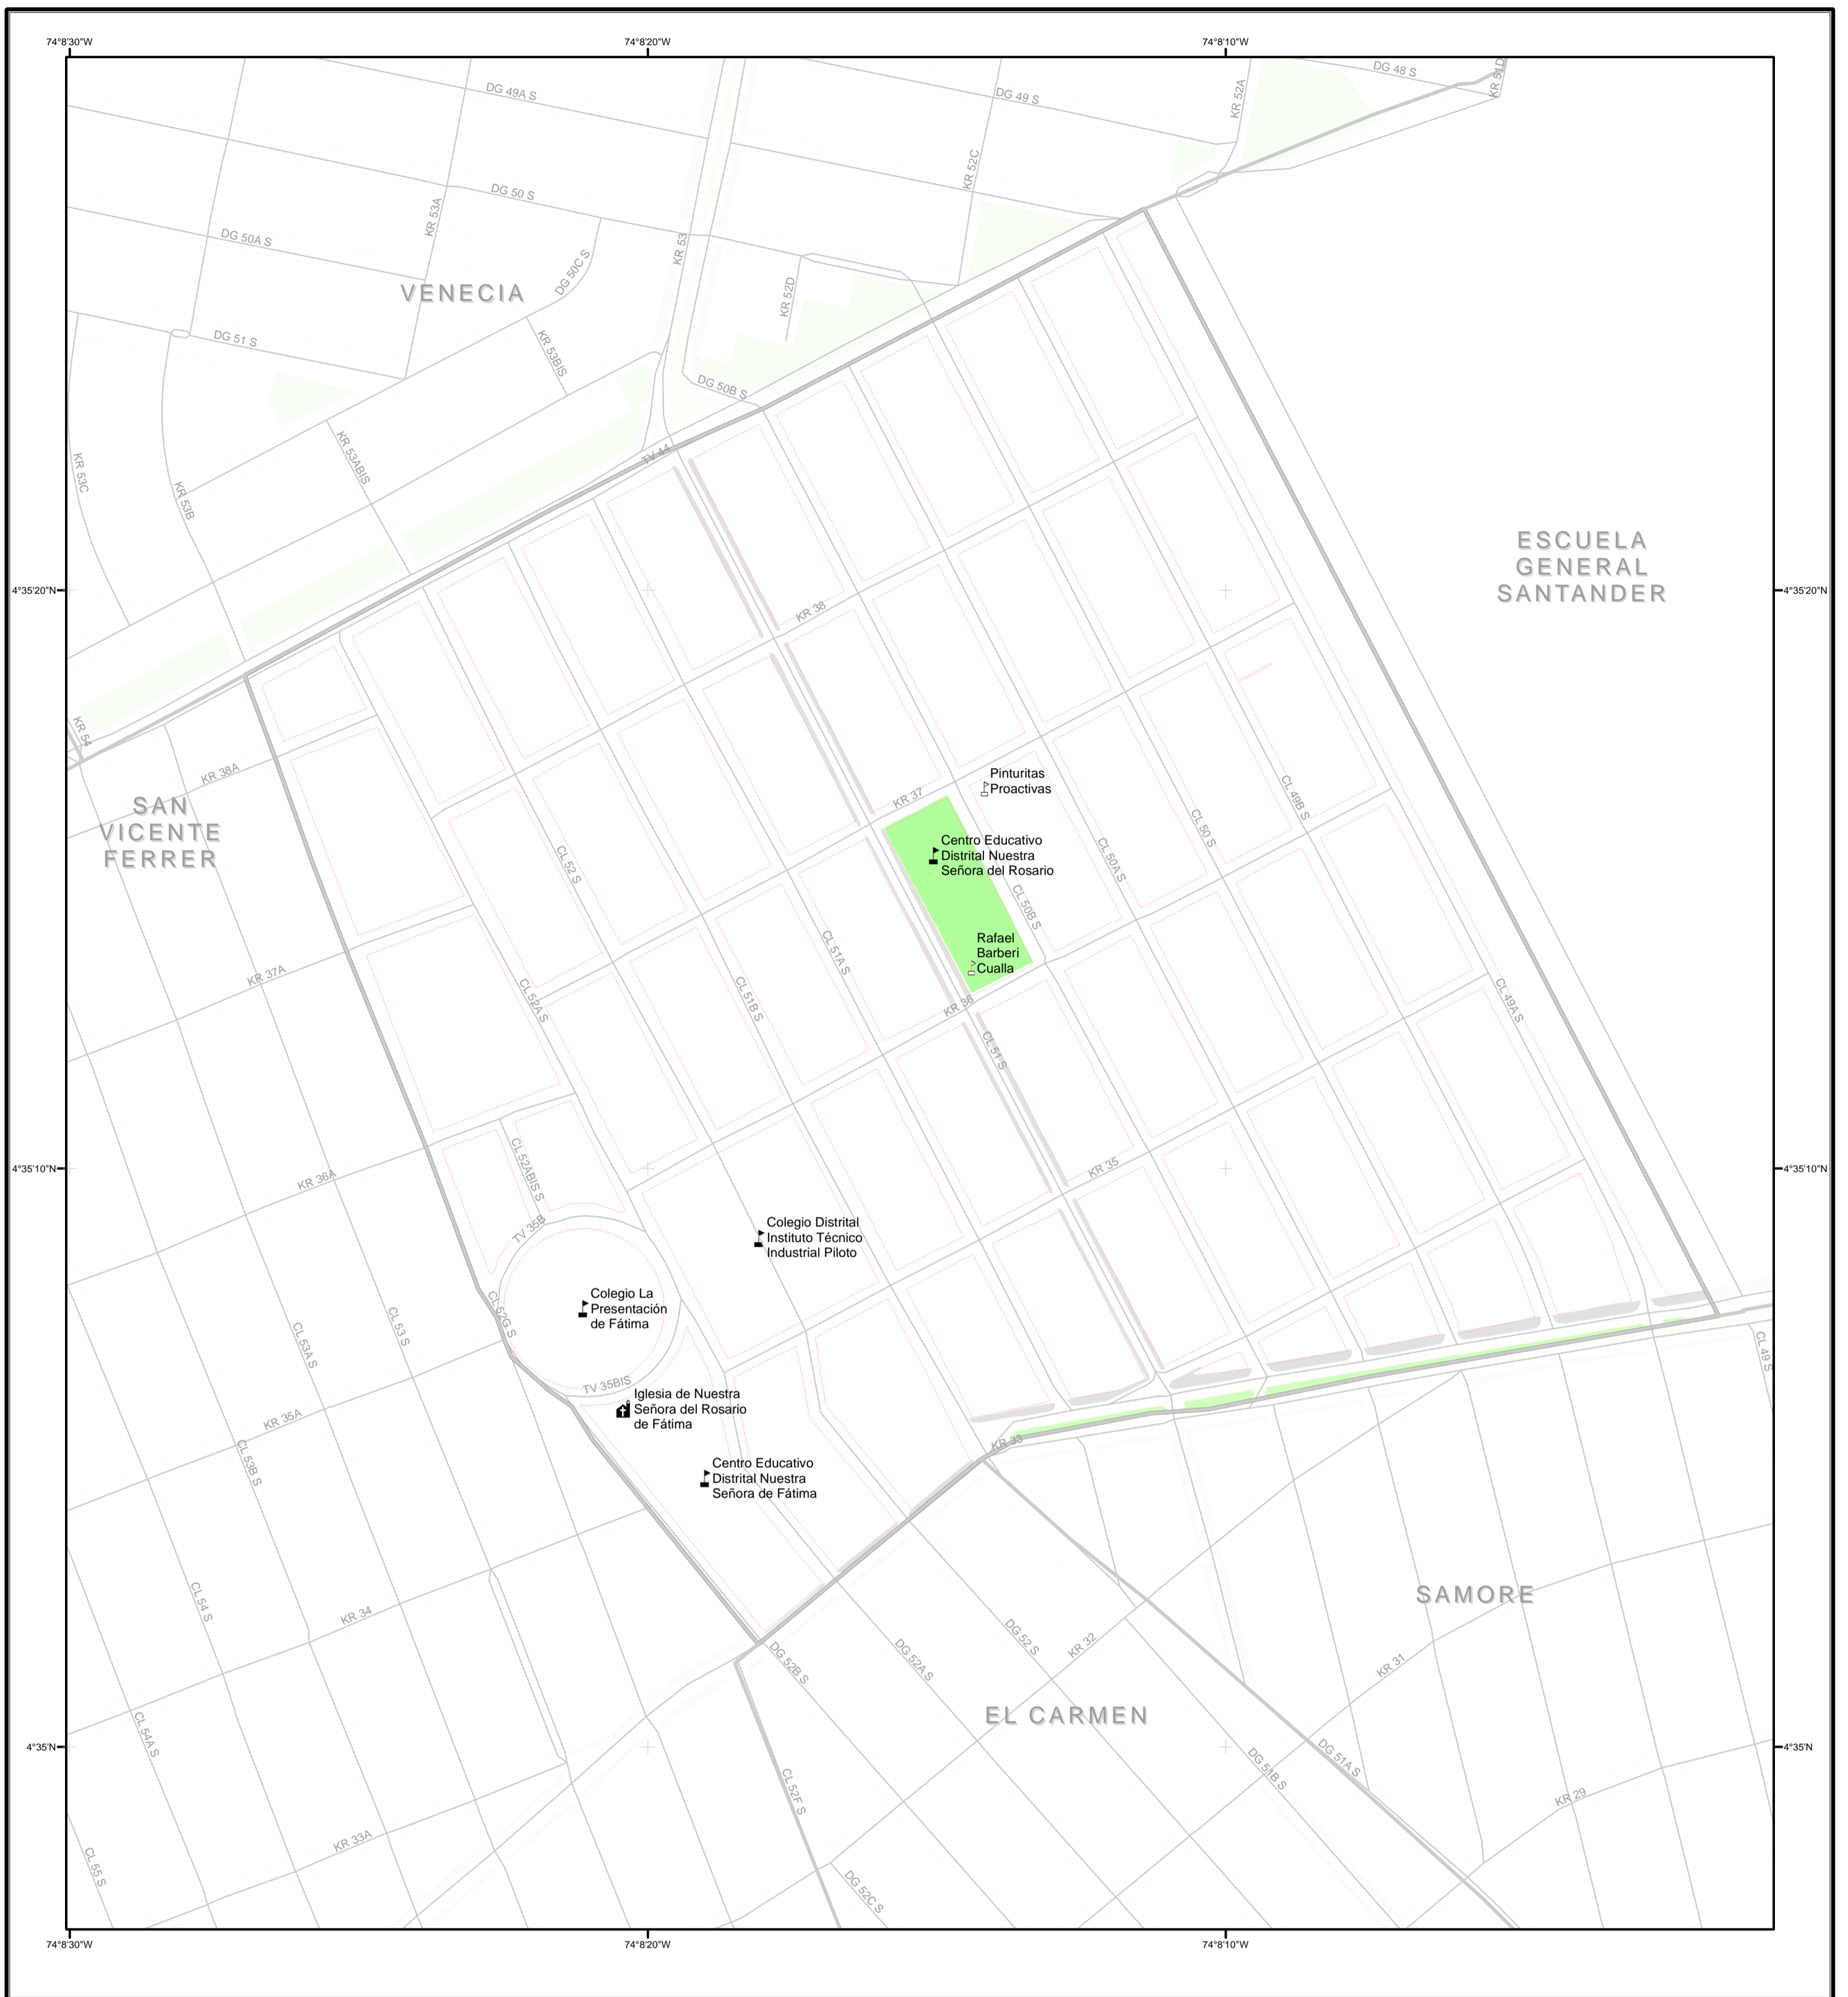 74°8'30"W
74°8'20"W
74°8'10"W
DG 49A S
DG 49 S
KR 52A
DG 48 S
KR 51D
KR 52C
DG 50 S
KR 53A
DG 50A S
KR 53
DG 50C S
KR 52D
VENECIA
DG 51 S
KR 53BIS
DG 50B S
KR 53C
KR 53ABIS
TV 44
KR 53B
ESCUELA
GENERAL
SANTANDER
4°35'20"N
4°35'20"N
KR 38
KR 54
KR 38A
SAN
VICENTE
FERRER
Pinturitas
Proactivas
KR 37
CL 49B S
CL 50 S
Centro Educativo
Distrital Nuestra
Señora del Rosario
CL 52 S
CL 50A S
CL 50B S
Rafael
Barberi
Cualla
CL 51A S
KR 37A
CL 52A S
CL 51B S
KR 36
CL 49A S
CL 51 S
4°35'10"N
4°35'10"N
KR 35
KR 36A
CL 52ABIS S
TV 35B
Colegio Distrital
Instituto Técnico
Industrial Piloto
Colegio La
Presentación
de Fátima
CL 52G S
CL 53 S
CL 53A S
CL 49 S
TV 35BIS
Iglesia de Nuestra
Señora del Rosario
de Fátima
KR 35A
KR 33
CL 53B S
Centro Educativo
Distrital Nuestra
Señora de Fátima
SAMORE
CL 54 S
KR 34
DG 52 S
KR 32
DG 52A S
DG 52B S
KR 31
EL CARMEN
CL 54A S
4°35'N
4°35'N
DG 51A S
DG 51B S
CL 52F S
KR 29
KR 33A
CL 55 S
DG 52C S
74°8'30"W
74°8'20"W
74°8'10"W